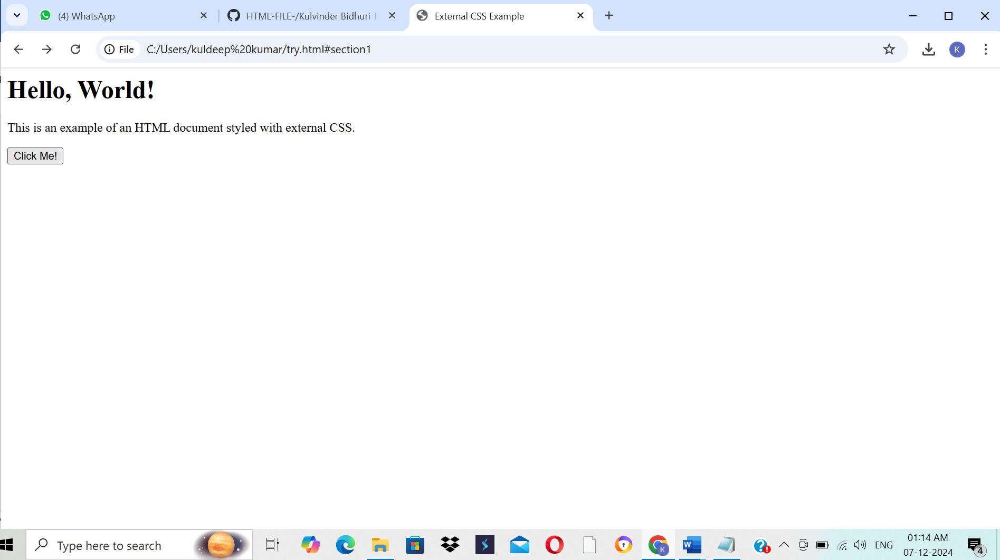 (4) WhatsApp
HTML-FILE-/Kulvinder Bidhuri T
External CSS Example
File
C:/Users/kuldeep%20kumar/try.html#section1
K
Hello, World!
This is an example of an HTML document styled with external CSS.
Click Me!
Type here to search
K
W
ENG
01:14 AM
07-12-2024
4